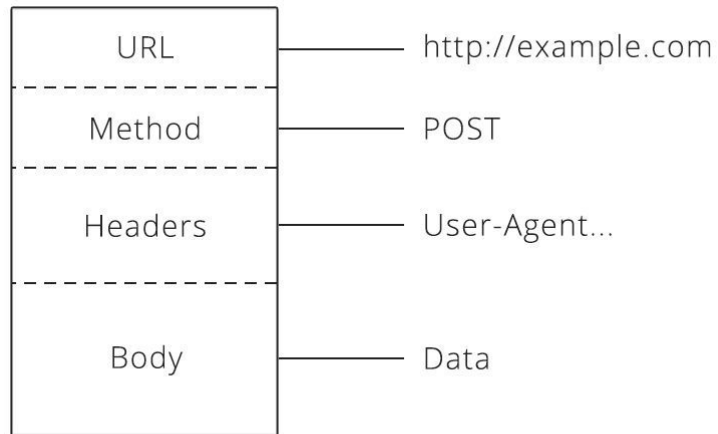 URL http://example.com
Method POST
Headers User-Agent...
Body Data